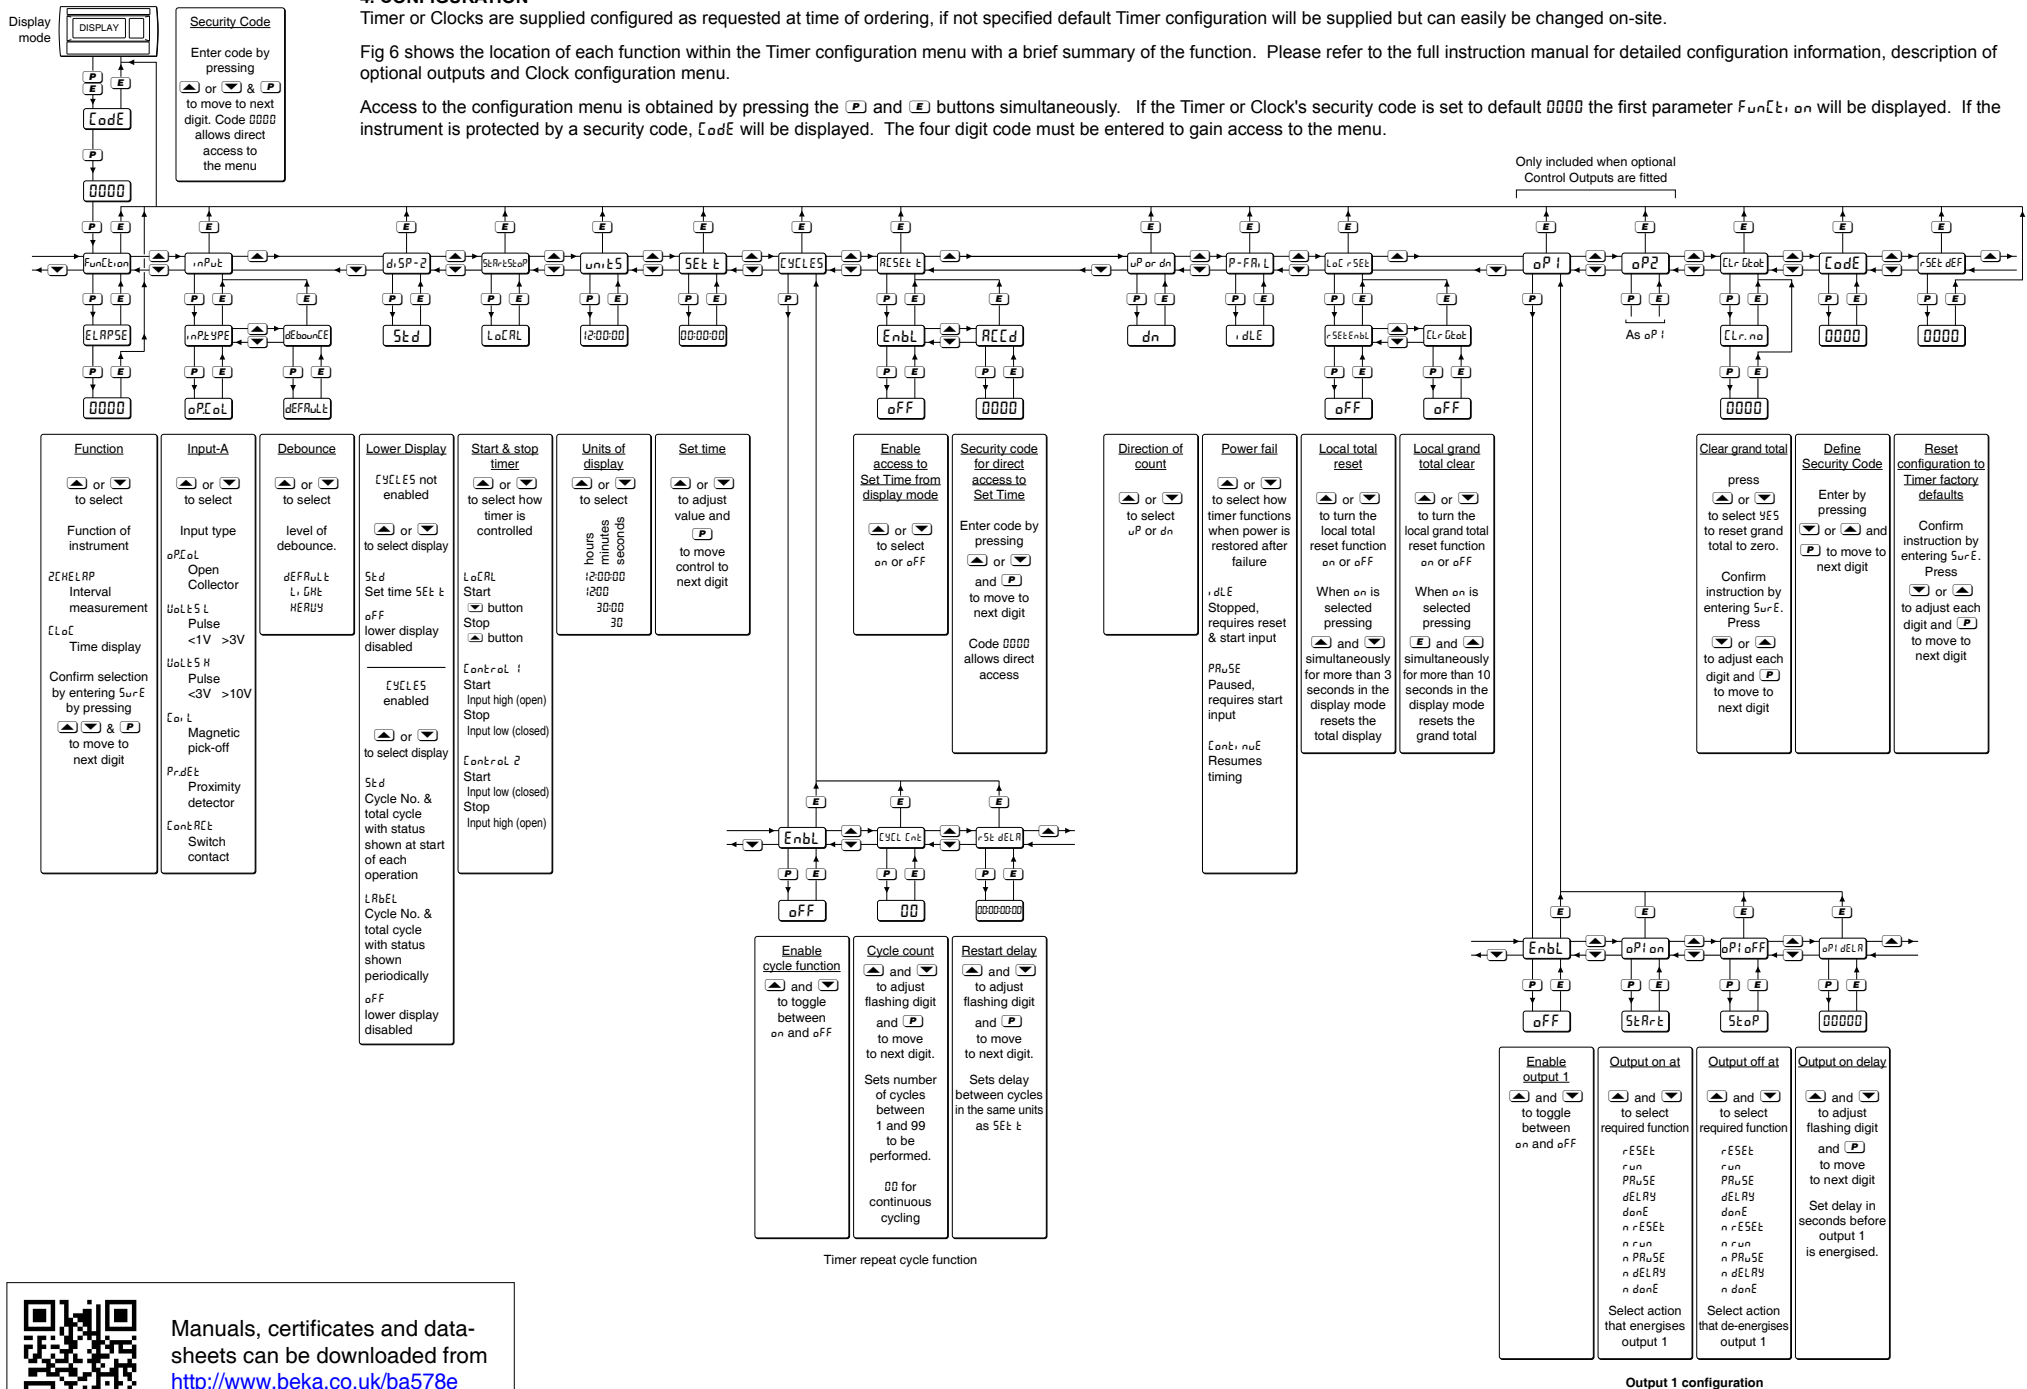 4. CONFIGURATION
Timer or Clocks are supplied configured as requested at time of ordering, if not specified default Timer configuration will be supplied but can easily be changed on-site.
Fig 6 shows the location of each function within the Timer configuration menu with a brief summary of the function. Please refer to the full instruction manual for detailed configuration information, description of
optional outputs and Clock configuration menu.
Access to the configuration menu is obtained by pressing the P and E buttons simultaneously. If the Timer or Clock's security code is set to default 0000 the first parameter FunCtion will be displayed. If the
instrument is protected by a security code, CodE will be displayed. The four digit code must be entered to gain access to the menu.
Display
mode
DISPLAY
P
E
E
CodE
P
0000
Security Code
Enter code by
pressing
▲ or ▼ & P
to move to next
digit. Code 0000
allows direct
access to
the menu
Only included when optional
Control Outputs are fitted
P E E E E E E E E E E E E E E E E
FunCtion inPut diSP-2 StArtStoP unitS SEt t CYCLES ACSEt t uP or dn P-FAiL LoC rSEt oP1 oP2 CLr Gtot CodE rSEt dEF
P E P E E P E P E P E P E P P E E P E P E P E E P P E P E P E P E
ELAPSE inP.tYPE dEbounCE Std LoCAL 12:00:00 00:00:00 EnbL ACCd dn idLE rSEtEnbL CLr Gtot As oP1 CLr.no 0000 0000
P E P E P E P E P E P E P E P E
0000 oP.CoL dEFAuLt oFF 0000 oFF oFF 0000
Function
▲ or ▼
to select
Function of
instrument
2CHELAP
Interval
measurement
CLoC
Time display
Confirm selection
by entering SurE
by pressing
▲ ▼ & P
to move to
next digit
Input-A
▲ or ▼
to select
Input type
oP.CoL
Open
Collector
VoLtS L
Pulse
<1V >3V
VoLtS H
Pulse
<3V >10V
CoiL
Magnetic
pick-off
Pr.dEt
Proximity
detector
ContACt
Switch
contact
Debounce
▲ or ▼
to select
level of
debounce.
dEFAuLt
LiGHt
HEAVY
Lower Display
CYCLES not
enabled
▲ or ▼
to select display
Std
Set time SEt t
oFF
lower display
disabled
CYCLES
enabled
▲ or ▼
to select display
Std
Cycle No. &
total cycle
with status
shown at start
of each
operation
LAbEL
Cycle No. &
total cycle
with status
shown
periodically
oFF
lower display
disabled
Start & stop
timer
▲ or ▼
to select how
timer is
controlled
LoCAL
Start
▼ button
Stop
▲ button
ControL 1
Start
Input high (open)
Stop
Input low (closed)
ControL 2
Start
Input low (closed)
Stop
Input high (open)
Units of
display
▲ or ▼
to select
hours
minutes
seconds
12:00:00
12:00
30:00
30
Set time
▲ or ▼
to adjust
value and
P
to move
control to
next digit
Enable
access to
Set Time from
display mode
▲ or ▼
to select
on or oFF
Security code
for direct
access to
Set Time
Enter code by
pressing
▲ or ▼
and P
to move to
next digit
Code 0000
allows direct
access
Direction of
count
▲ or ▼
to select
uP or dn
Power fail
▲ or ▼
to select how
timer functions
when power is
restored after
failure
idLE
Stopped,
requires reset
& start input
PAuSE
Paused,
requires start
input
ContinuE
Resumes
timing
Local total
reset
▲ or ▼
to turn the
local total
reset function
on or oFF
When on is
selected
pressing
▲ and ▼
simultaneously
for more than 3
seconds in the
display mode
resets the
total display
Local grand
total clear
▲ or ▼
to turn the
local grand total
reset function
on or oFF
When on is
selected
pressing
E and ▲
simultaneously
for more than 10
seconds in the
display mode
resets the
grand total
Clear grand total
press
▲ or ▼
to select YES
to reset grand
total to zero.
Confirm
instruction by
entering SurE.
Press
▼ or ▲
to adjust each
digit and P
to move to
next digit
Define
Security Code
Enter by
pressing
▼ or ▲ and
P to move to
next digit
Reset
configuration to
Timer factory
defaults
Confirm
instruction by
entering SurE.
Press
▼ or ▲
to adjust each
digit and P
to move to
next digit
E E E
EnbL CYCL Cnt rSt dELA
P E P E P E
oFF 00 00:00:00:00
Enable
cycle function
▲ and ▼
to toggle
between
on and oFF
Cycle count
▲ and ▼
to adjust
flashing digit
and P
to move
to next digit.
Sets number
of cycles
between
1 and 99
to be
performed.
00 for
continuous
cycling
Restart delay
▲ and ▼
to adjust
flashing digit
and P
to move
to next digit.
Sets delay
between cycles
in the same units
as SEt t
Timer repeat cycle function
E E E E
EnbL oP1 on oP1 oFF oP1 dELA
P E P E P E P E
oFF StArt StoP 00000
Enable
output 1
▲ and ▼
to toggle
between
on and oFF
Output on at
▲ and ▼
to select
required function
rESEt
run
PAuSE
dELAY
donE
n rESEt
n run
n PAuSE
n dELAY
n donE
Select action
that energises
output 1
Output off at
▲ and ▼
to select
required function
rESEt
run
PAuSE
dELAY
donE
n rESEt
n run
n PAuSE
n dELAY
n donE
Select action
that de-energises
output 1
Output on delay
▲ and ▼
to adjust
flashing digit
and P
to move
to next digit
Set delay in
seconds before
output 1
is energised.
Output 1 configuration
Manuals, certificates and data-
sheets can be downloaded from
http://www.beka.co.uk/ba578e